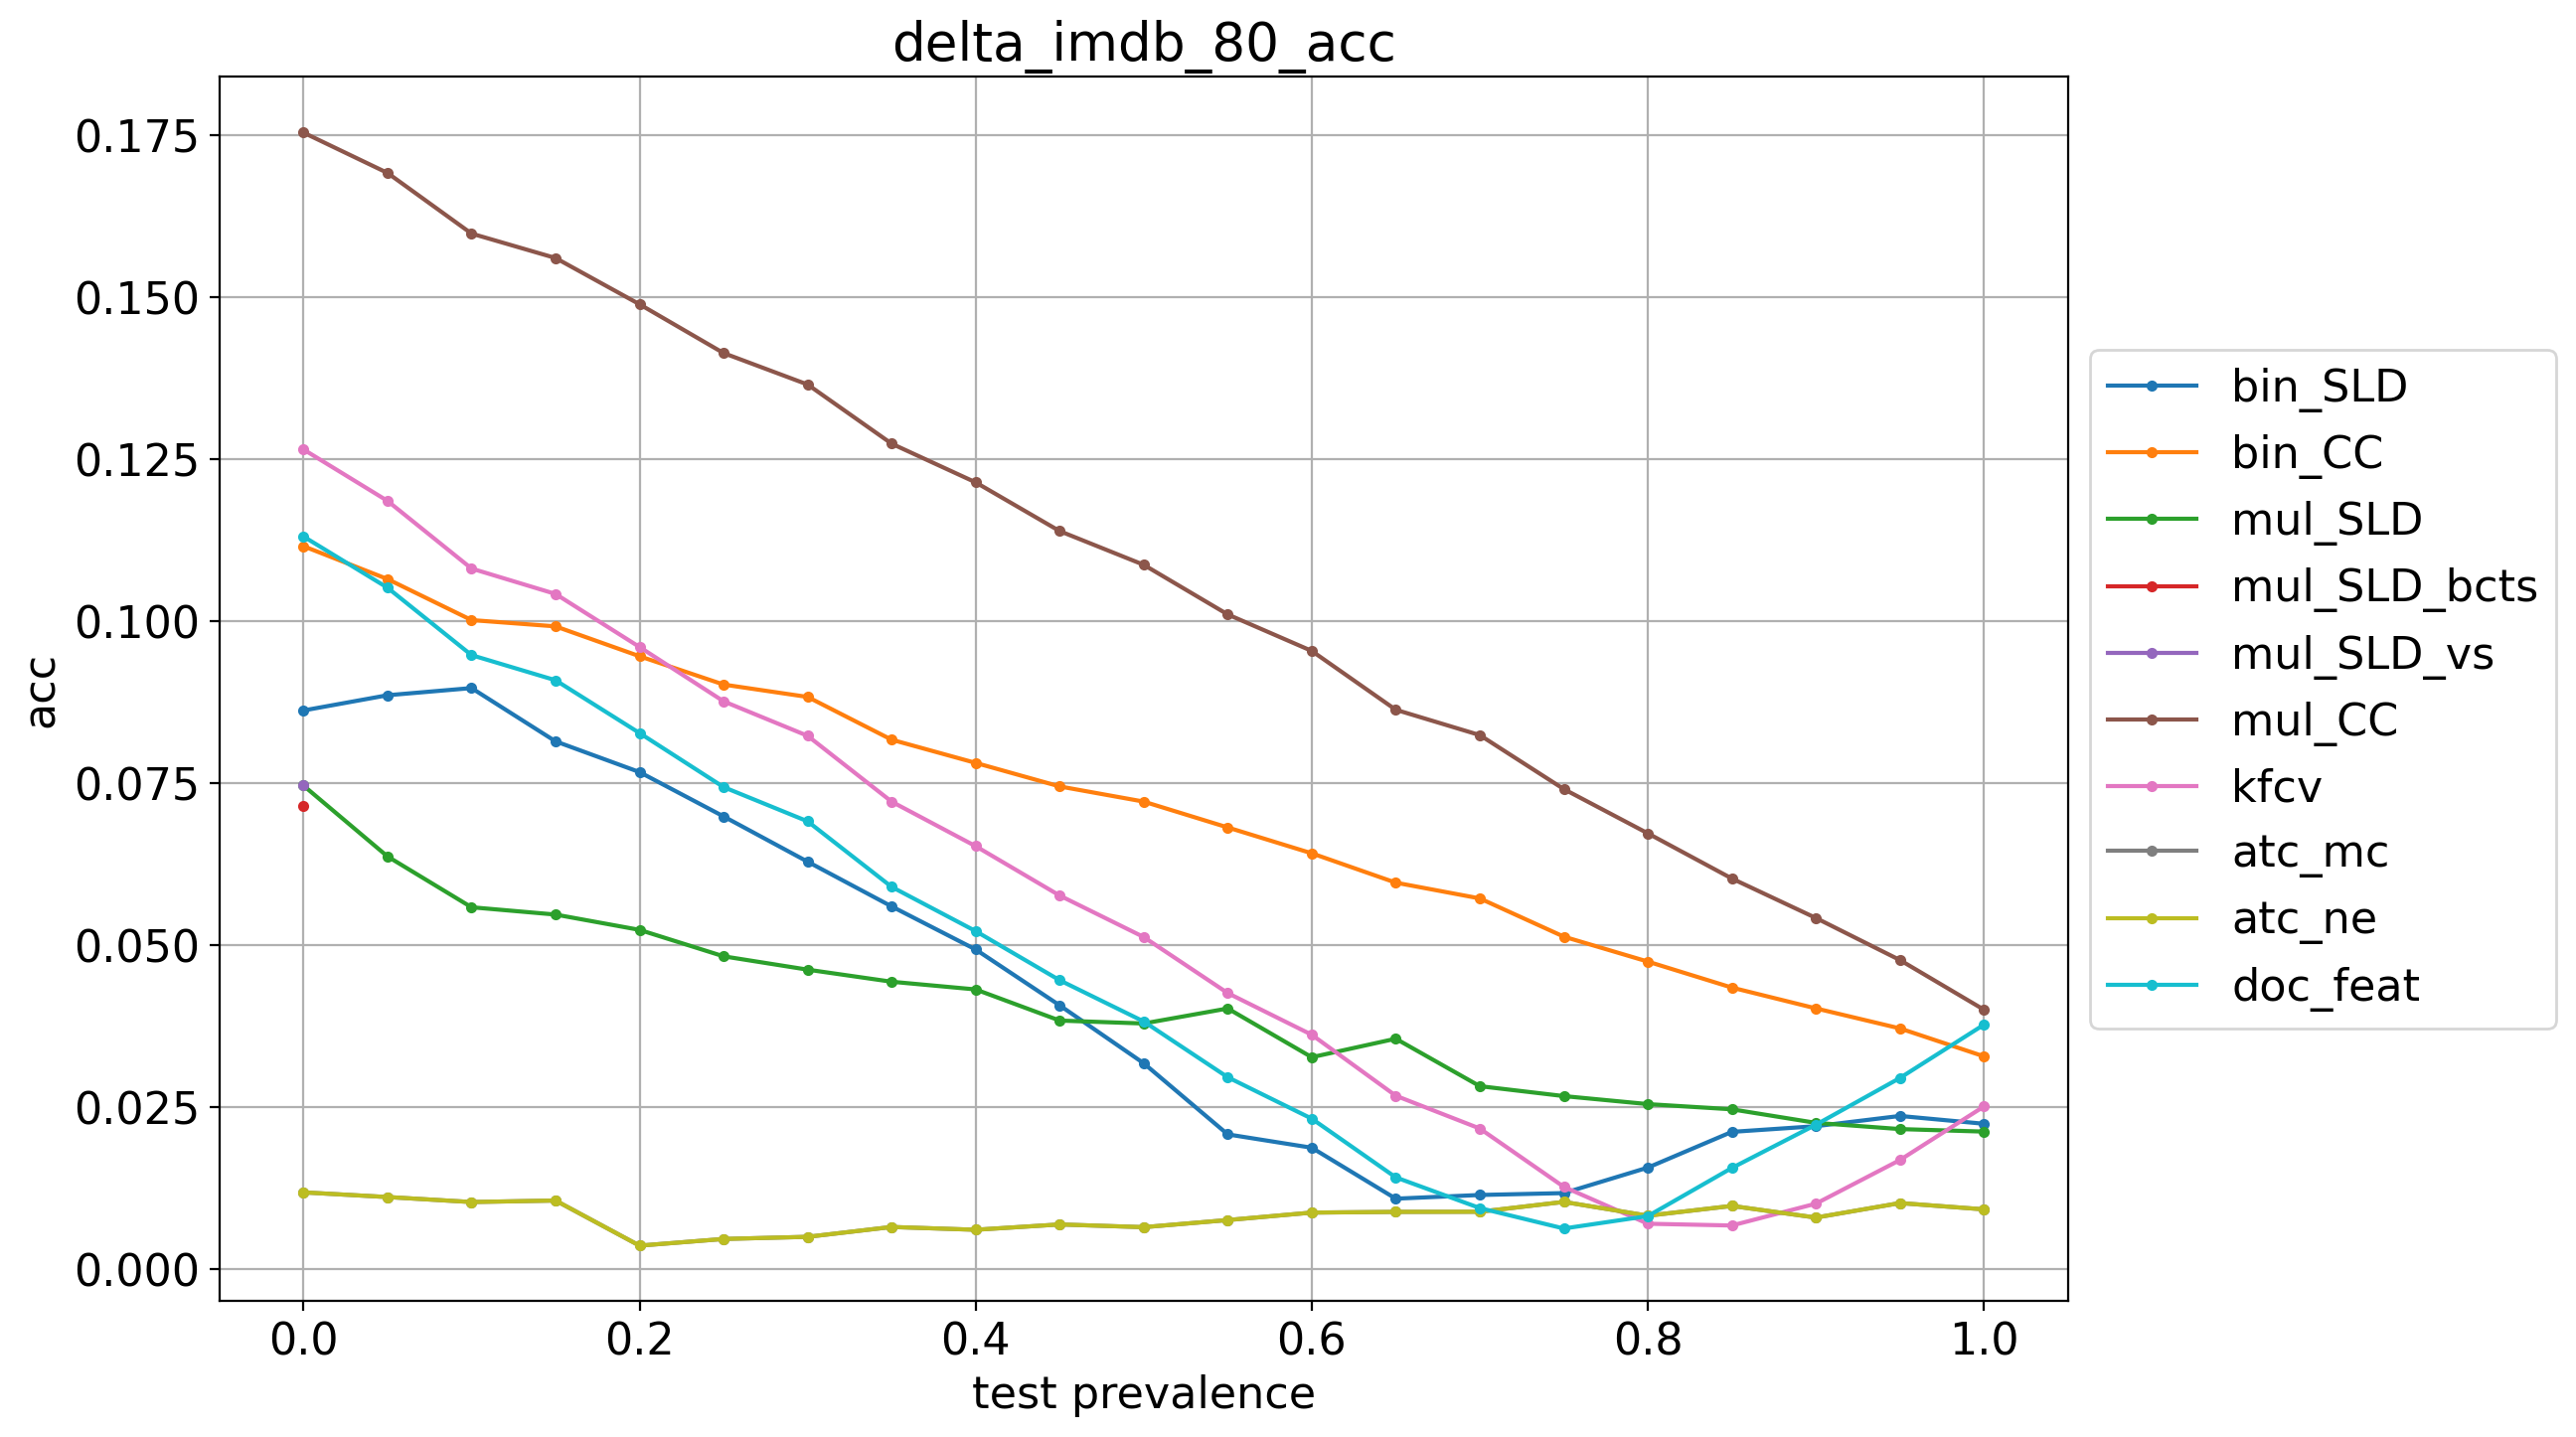 delta_imdb_80_acc
acc
0.175
0.150
0.125
0.100
0.075
0.050
0.025
0.000
0.0 0.2 0.4 0.6 0.8 1.0
test prevalence
bin_SLD
bin_CC
mul_SLD
mul_SLD_bcts
mul_SLD_vs
mul_CC
kfcv
atc_mc
atc_ne
doc_feat